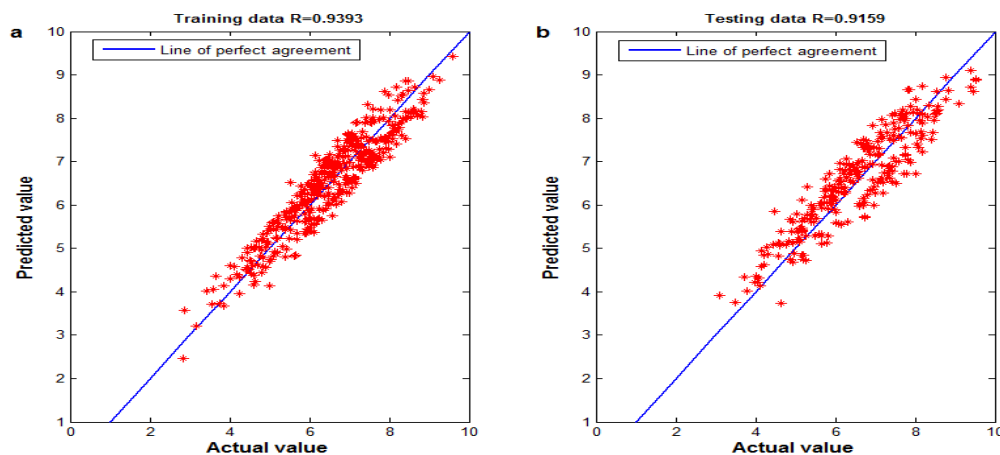 Training data R=0.9393
a
Line of perfect agreement
10
9
8
7
6
5
4
3
2
1
Predicted value
0 2 4 6 8 10
Actual value
Testing data R=0.9159
b
Line of perfect agreement
10
9
8
7
6
5
4
3
2
1
Predicted value
0 2 4 6 8 10
Actual value